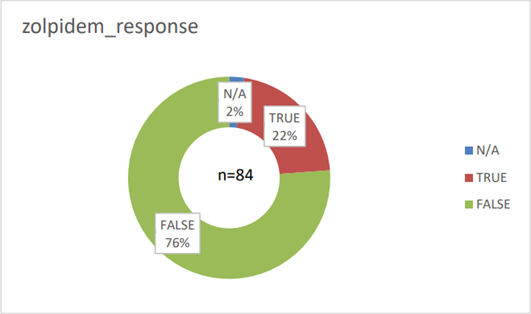 zolpidem_response
N/A
2%
TRUE
22%
n=84
FALSE
76%
N/A
TRUE
FALSE